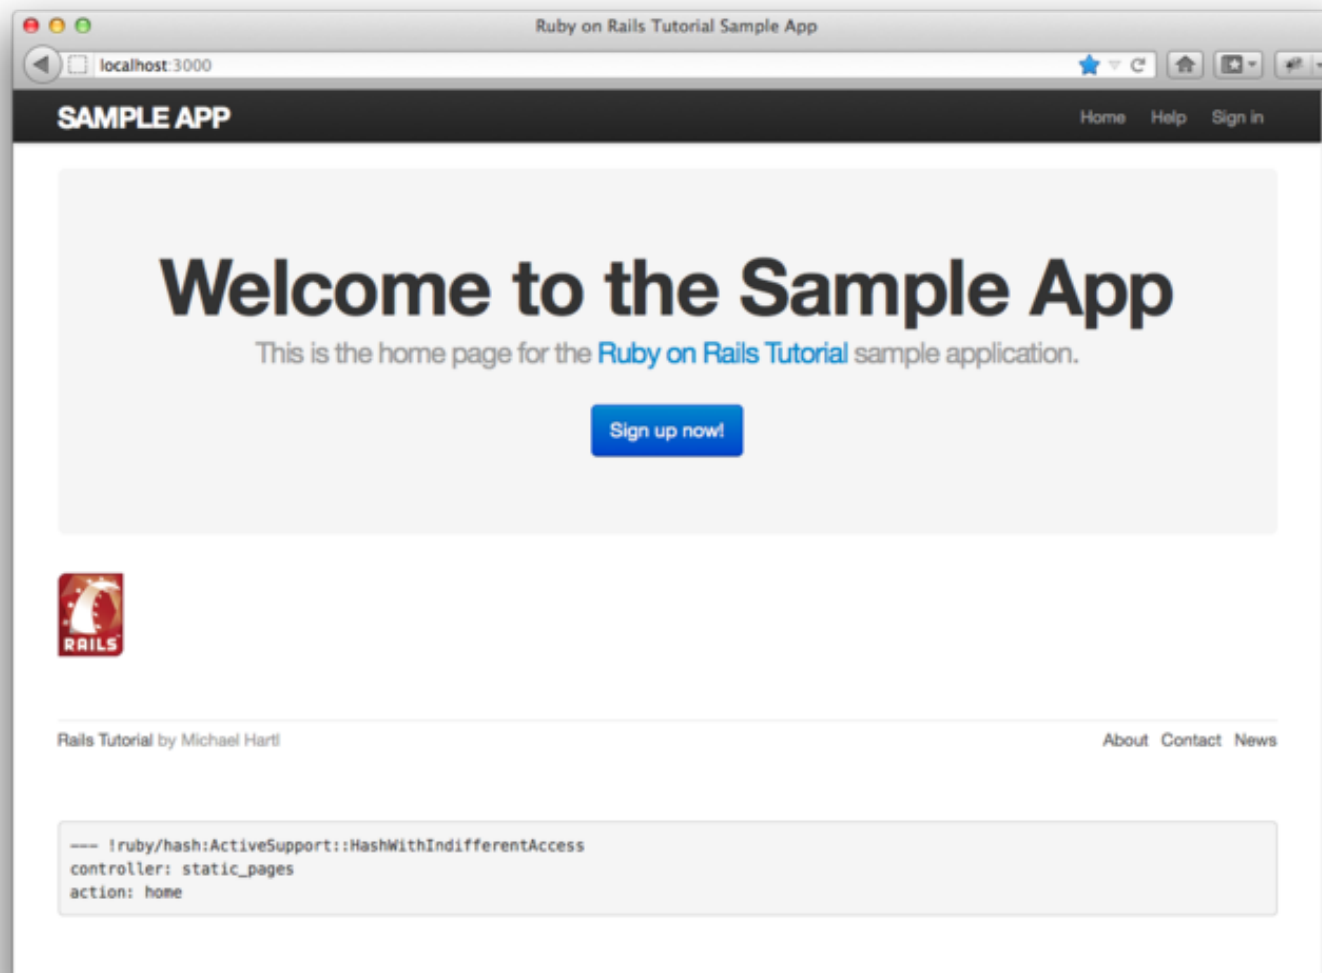 Ruby on Rails Tutorial Sample App
localhost:3000
SAMPLE APP
Home Help Sign in
Welcome to the Sample App
This is the home page for the Ruby on Rails Tutorial sample application.
Sign up now!
RAILS
Rails Tutorial by Michael Hartl
About Contact News
--- !ruby/hash:ActiveSupport::HashWithIndifferentAccess
controller: static_pages
action: home